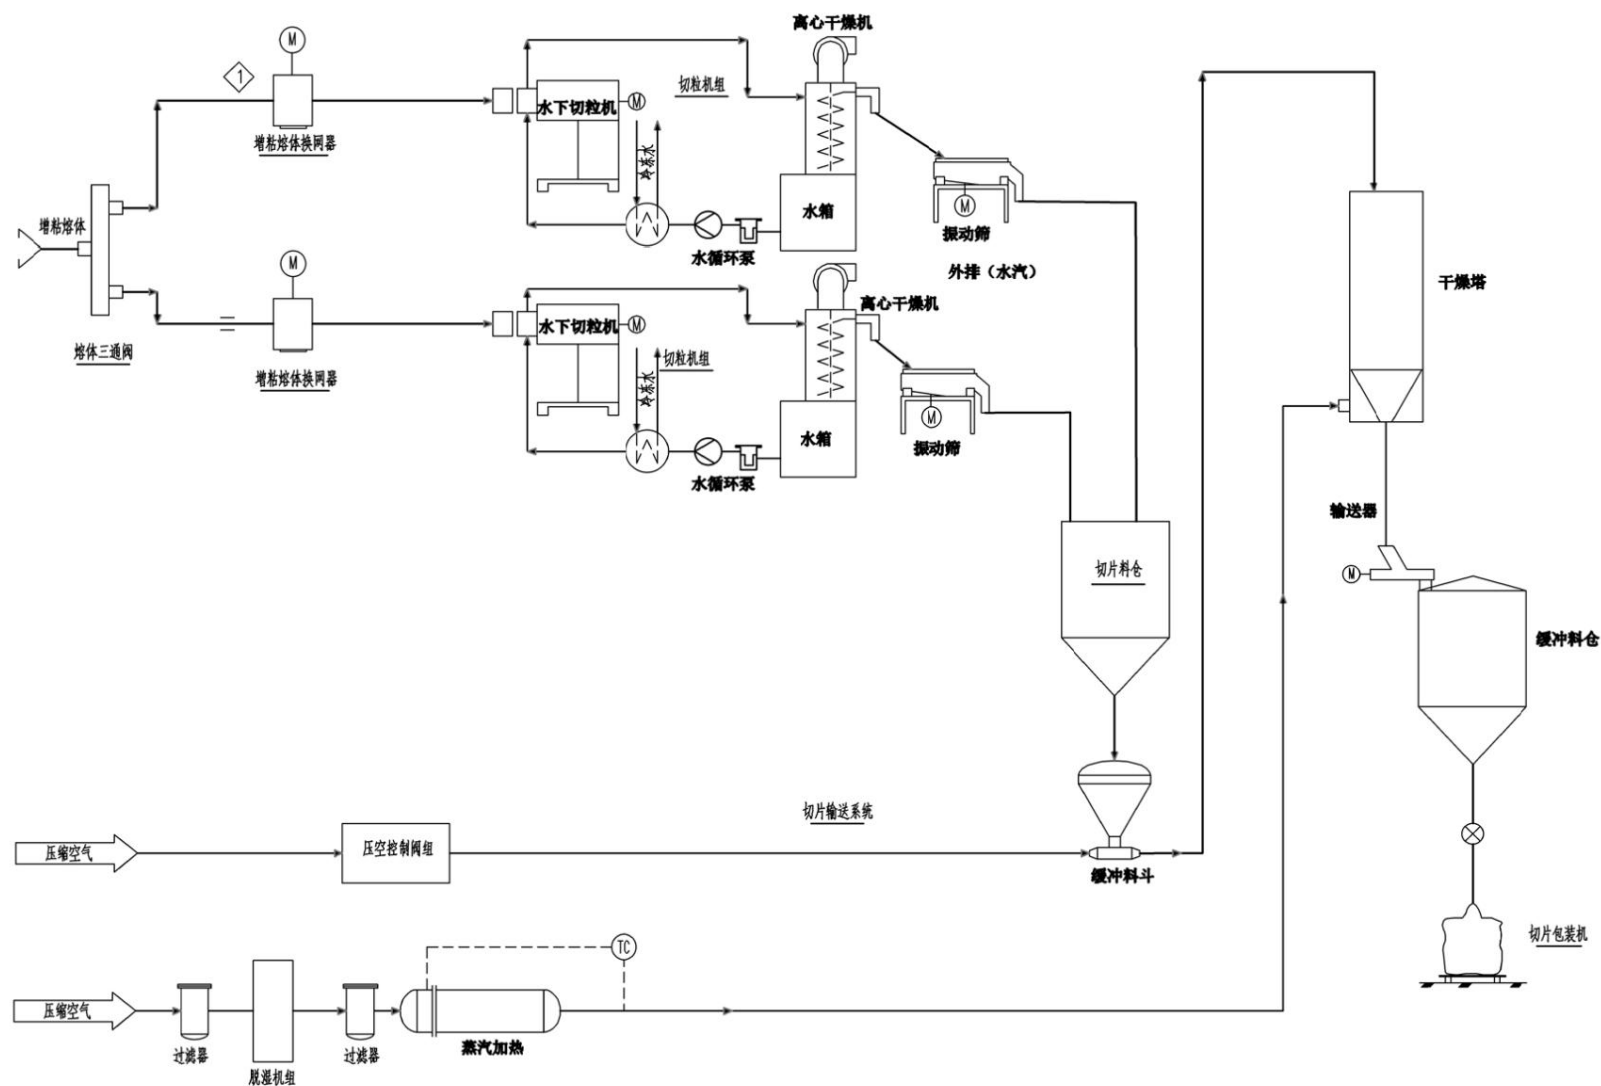 离心干燥机
M
1
切粒机组
水下切粒机
M
增粘熔体换网器
冷冻水
增粘熔体
水箱
M
振动筛
水循环泵
外排（水汽）
M
干燥塔
离心干燥机
水下切粒机
M
熔体三通阀
切粒机组
增粘熔体换网器
冷冻水
M
水箱
振动筛
水循环泵
输送器
切片料仓
M
缓冲料仓
切片输送系统
压缩空气
压空控制阀组
缓冲料斗
切片包装机
TC
压缩空气
蒸汽加热
过滤器
过滤器
脱湿机组